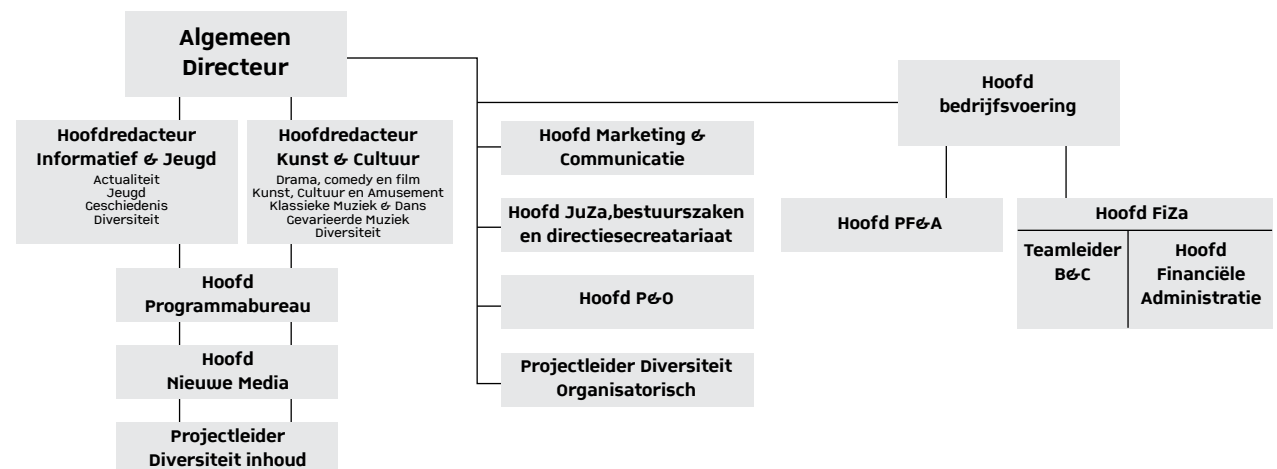 Algemeen
Directeur
Hoofdredacteur
Informatief & Jeugd
Actualiteit
Jeugd
Geschiedenis
Diversiteit
Hoofdredacteur
Kunst & Cultuur
Drama, comedy en film
Kunst, Cultuur en Amusement
Klassieke Muziek & Dans
Gevarieerde Muziek
Diversiteit
Hoofd
Programmabureau
Hoofd
Nieuwe Media
Projectleider
Diversiteit inhoud
Hoofd Marketing &
Communicatie
Hoofd JuZa,bestuurszaken
en directiesecreatariaat
Hoofd P&O
Projectleider Diversiteit
Organisatorisch
Hoofd
bedrijfsvoering
Hoofd PF&A
Hoofd FiZa
Teamleider
B&C
Hoofd
Financiële
Administratie